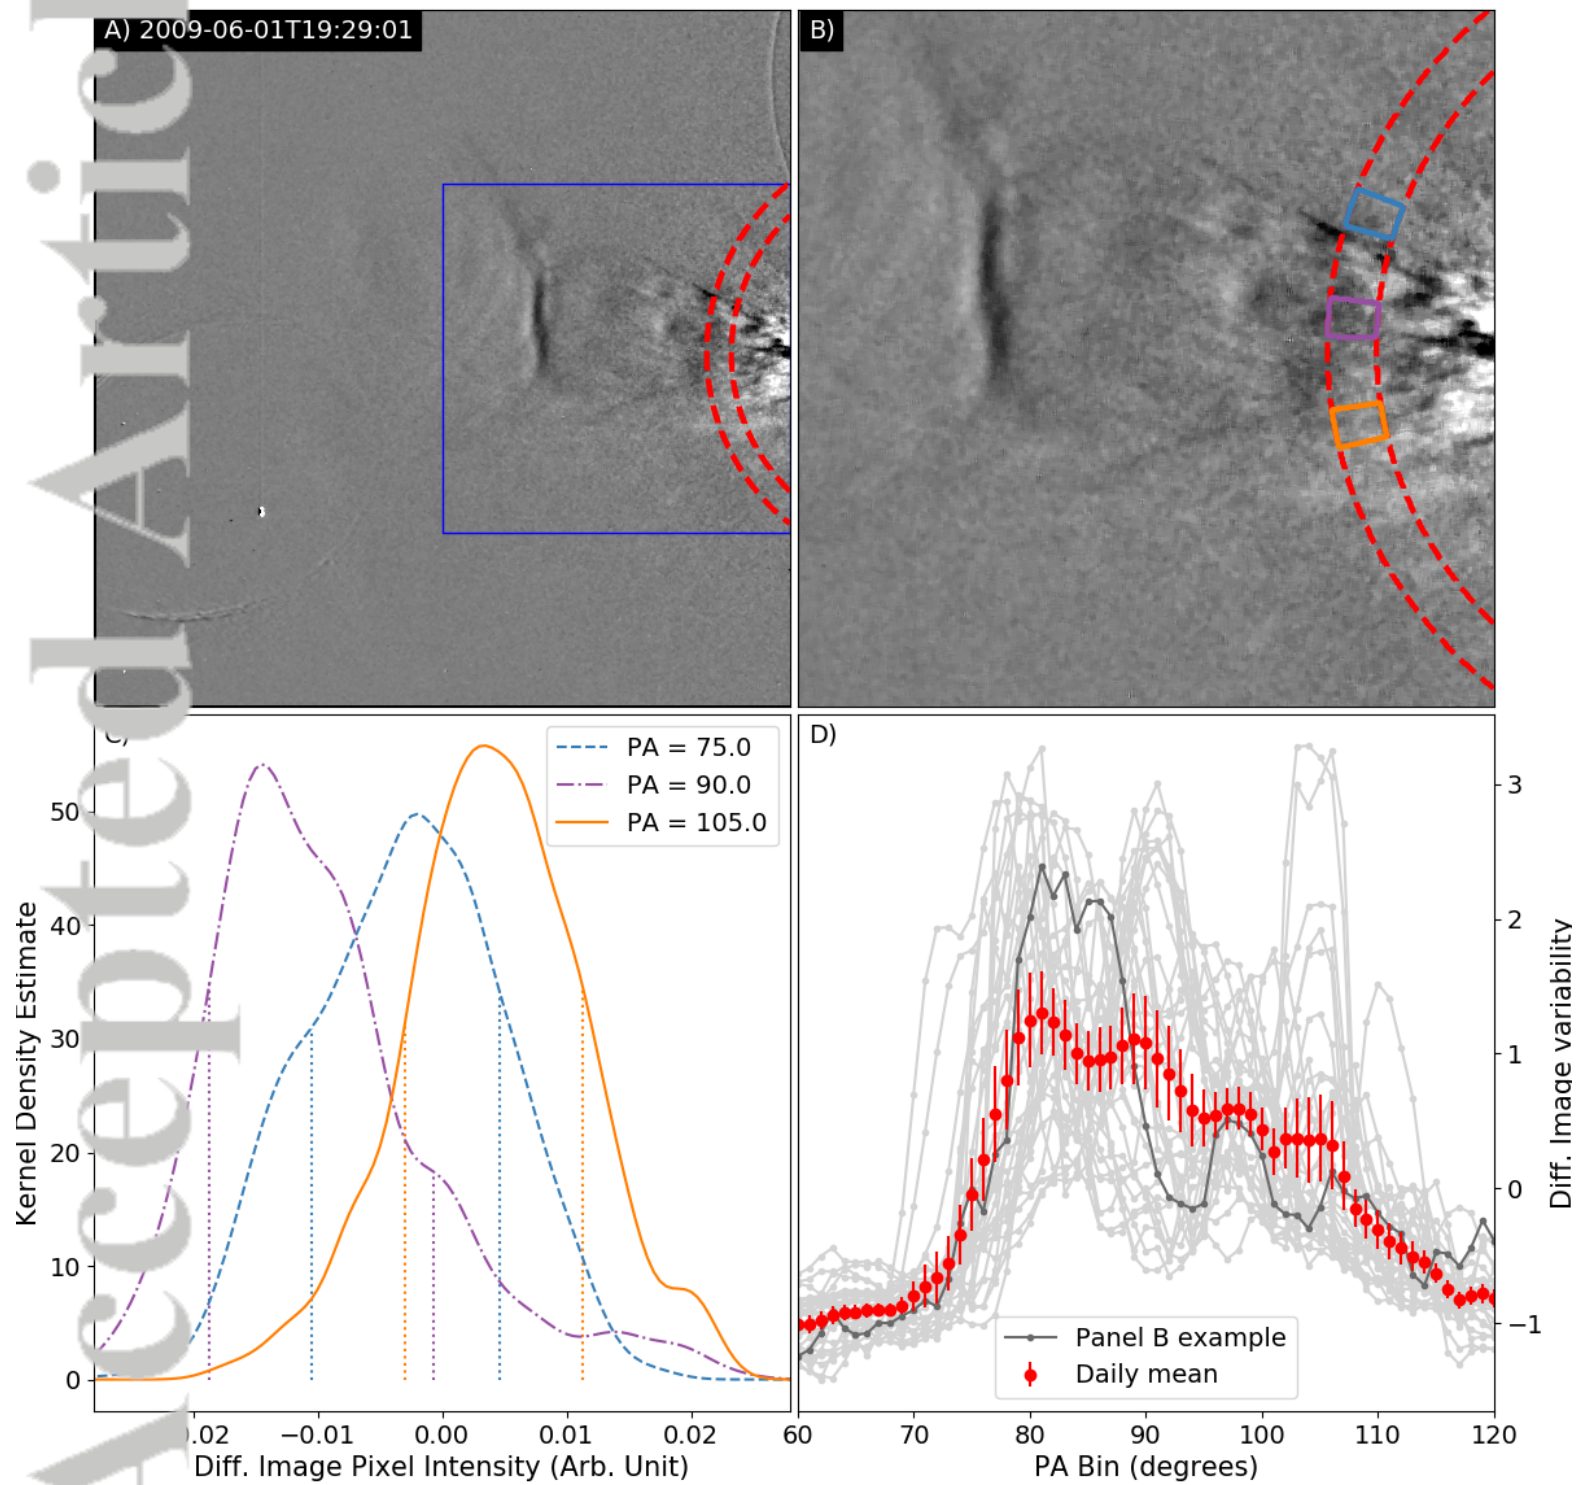 A) 2009-06-01T19:29:01
B)
Accepted Artic
C)
PA = 75.0
PA = 90.0
PA = 105.0
50
40
30
20
10
0
Kernel Density Estimate
0.02
−0.01
0.00
0.01
0.02
Diff. Image Pixel Intensity (Arb. Unit)
D)
3
2
1
0
−1
Diff. Image variability
Panel B example
Daily mean
60
70
80
90
100
110
120
PA Bin (degrees)